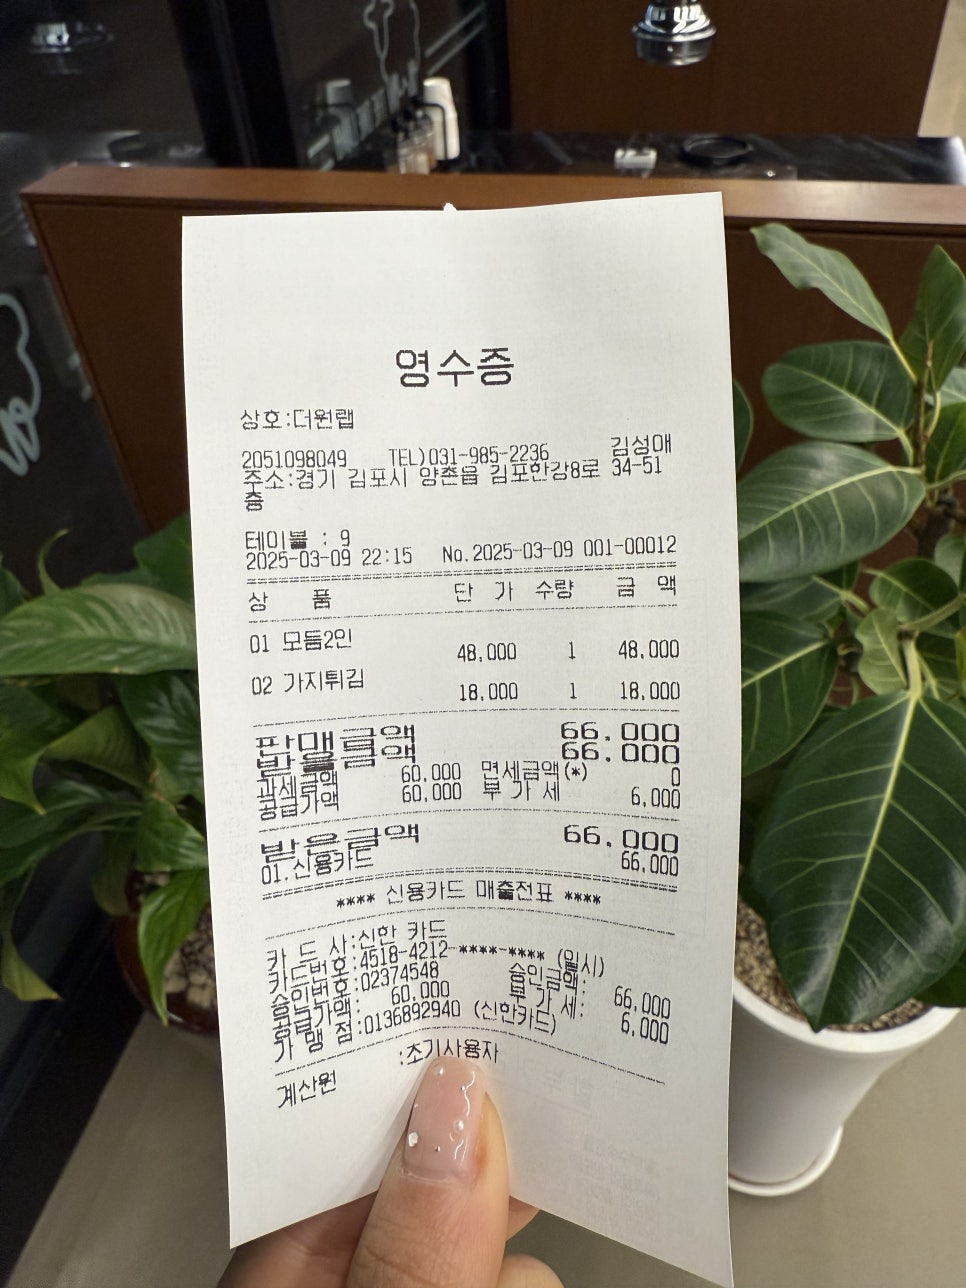 영수증
상호:더원랩
2051098049 TEL)031-985-2236 김성매
주소:경기 김포시 양촌읍 김포한강8로 34-51
층
테이블 : 9
2025-03-09 22:15 No.2025-03-09 001-00012
상 품 단 가 수량 금 액
01 모듬2인
48,000 1 48,000
02 가지튀김
18,000 1 18,000
판매금액 66,000
받을금액 66,000
과세금액 60,000 면세금액(*) 0
공급가액 60,000 부 가 세 6,000
받은금액 66,000
01.신용카드 66,000
**** 신용카드 매출전표 ****
카 드 사:신한 카드
카드번호:4518-4212-****-**** (일시)
승인번호:02374548 승인금액: 66,000
공급가액: 60,000 부 가 세: 6,000
가 맹 점:0136892940 (신한카드)
계산원 :초기사용자